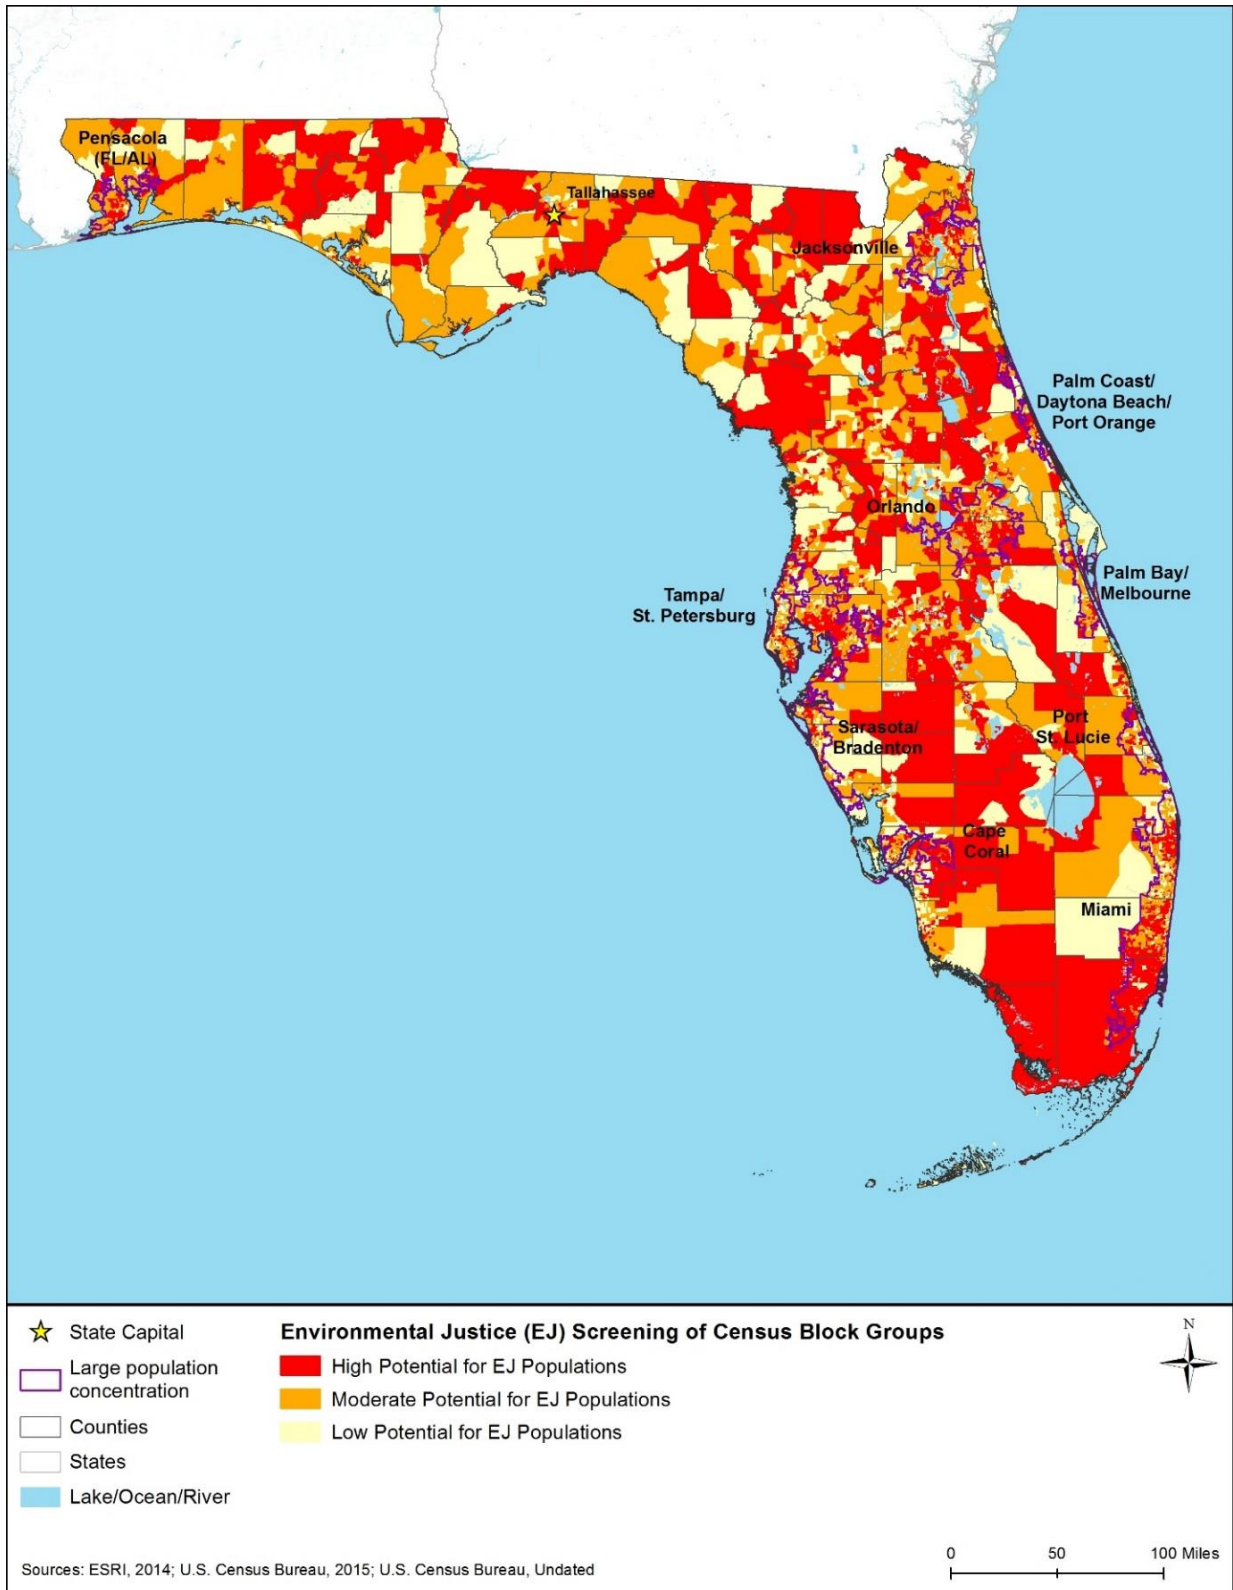 Pensacola
(FL/AL)
Tallahassee
Jacksonville
Palm Coast/
Daytona Beach/
Port Orange
Orlando
Palm Bay/
Melbourne
Tampa/
St. Petersburg
Sarasota/
Bradenton
Port
St. Lucie
Cape
Coral
Miami
State Capital
Large population
concentration
Counties
States
Lake/Ocean/River
Environmental Justice (EJ) Screening of Census Block Groups
High Potential for EJ Populations
Moderate Potential for EJ Populations
Low Potential for EJ Populations
N
Sources: ESRI, 2014; U.S. Census Bureau, 2015; U.S. Census Bureau, Undated
0 50 100 Miles